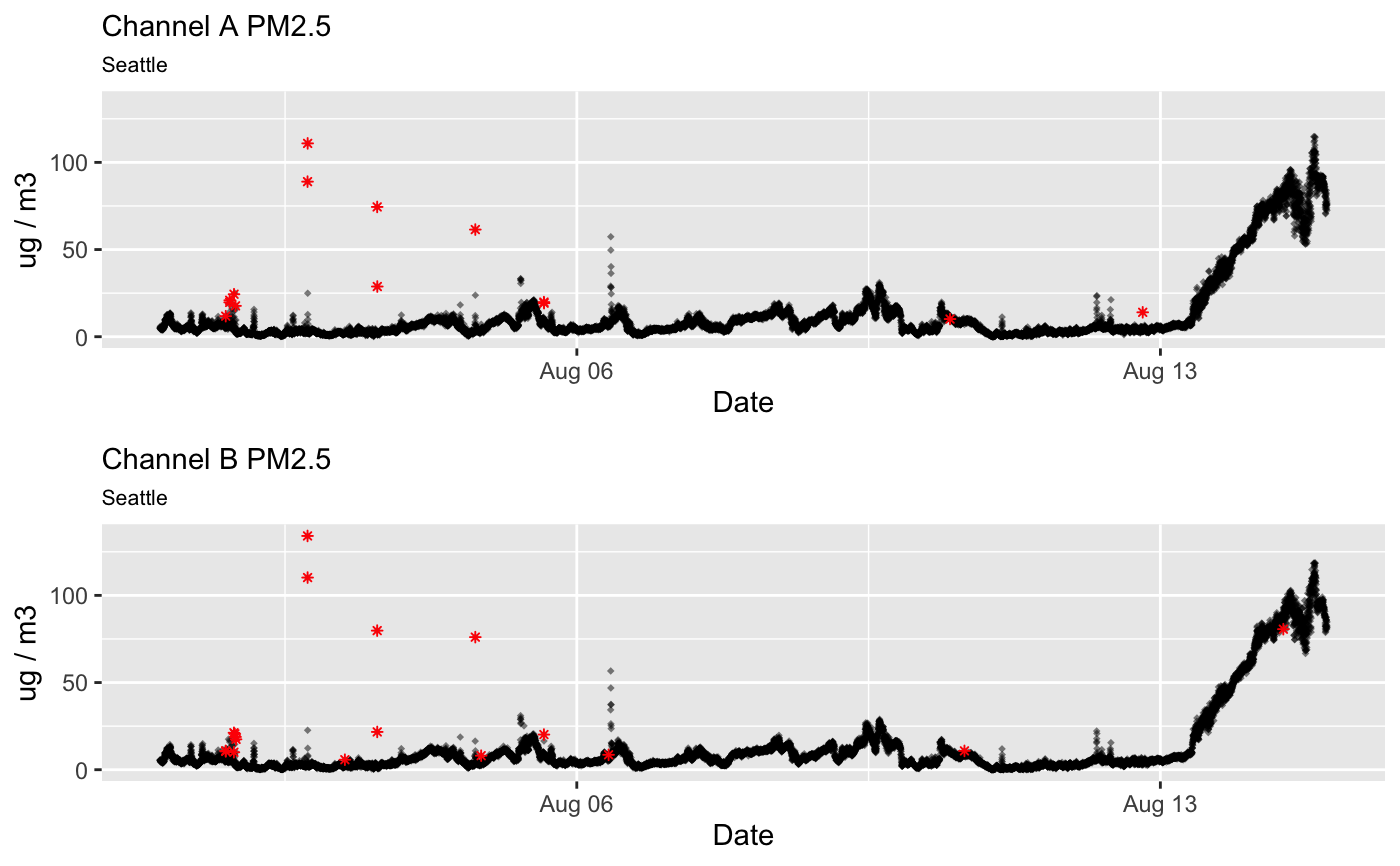 Channel A PM2.5
Seattle
ug / m3
100
50
0
Aug 06
Aug 13
Date
Channel B PM2.5
Seattle
ug / m3
100
50
0
Aug 06
Aug 13
Date